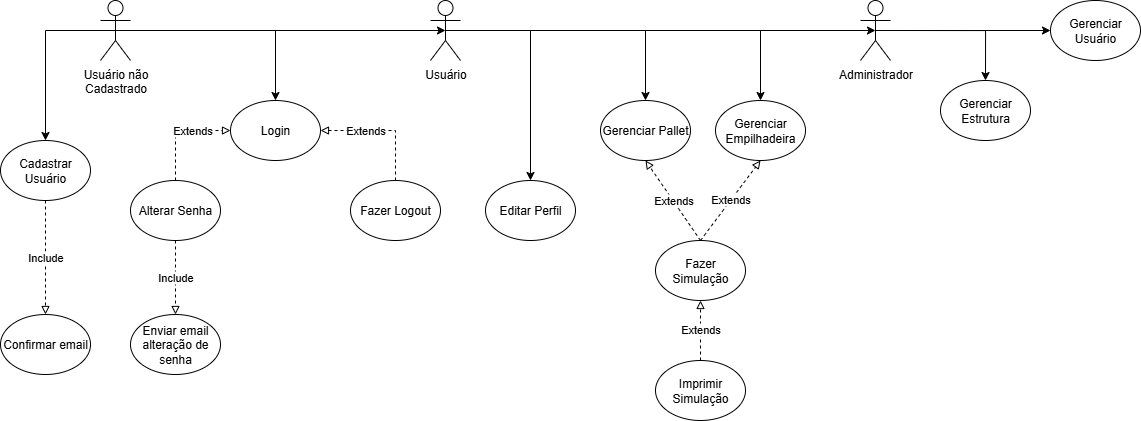 Gerenciar
Usuário
Usuário não
Cadastrado
Usuário
Administrador
Gerenciar
Estrutura
Extends
Login
Extends
Gerenciar Pallet
Gerenciar
Empilhadeira
Cadastrar
Usuário
Alterar Senha
Fazer Logout
Editar Perfil
Extends
Extends
Include
Include
Fazer
Simulação
Confirmar email
Enviar email
alteração de
senha
Extends
Imprimir
Simulação